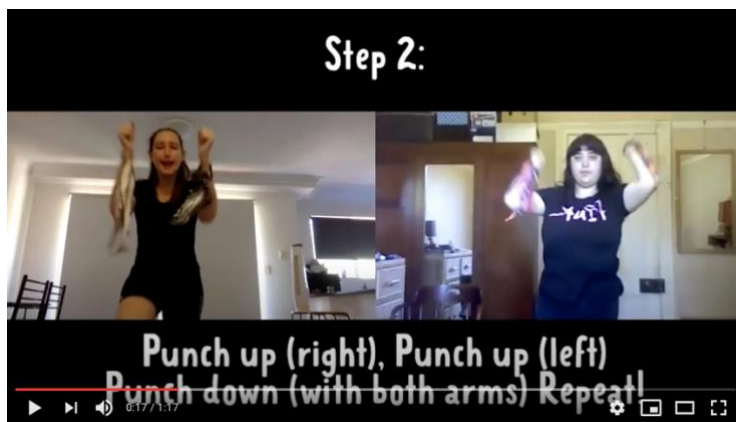 Step 2:
Punch up (right), Punch up (left)
Punch down (with both arms) Repeat!
0:17 / 1:17